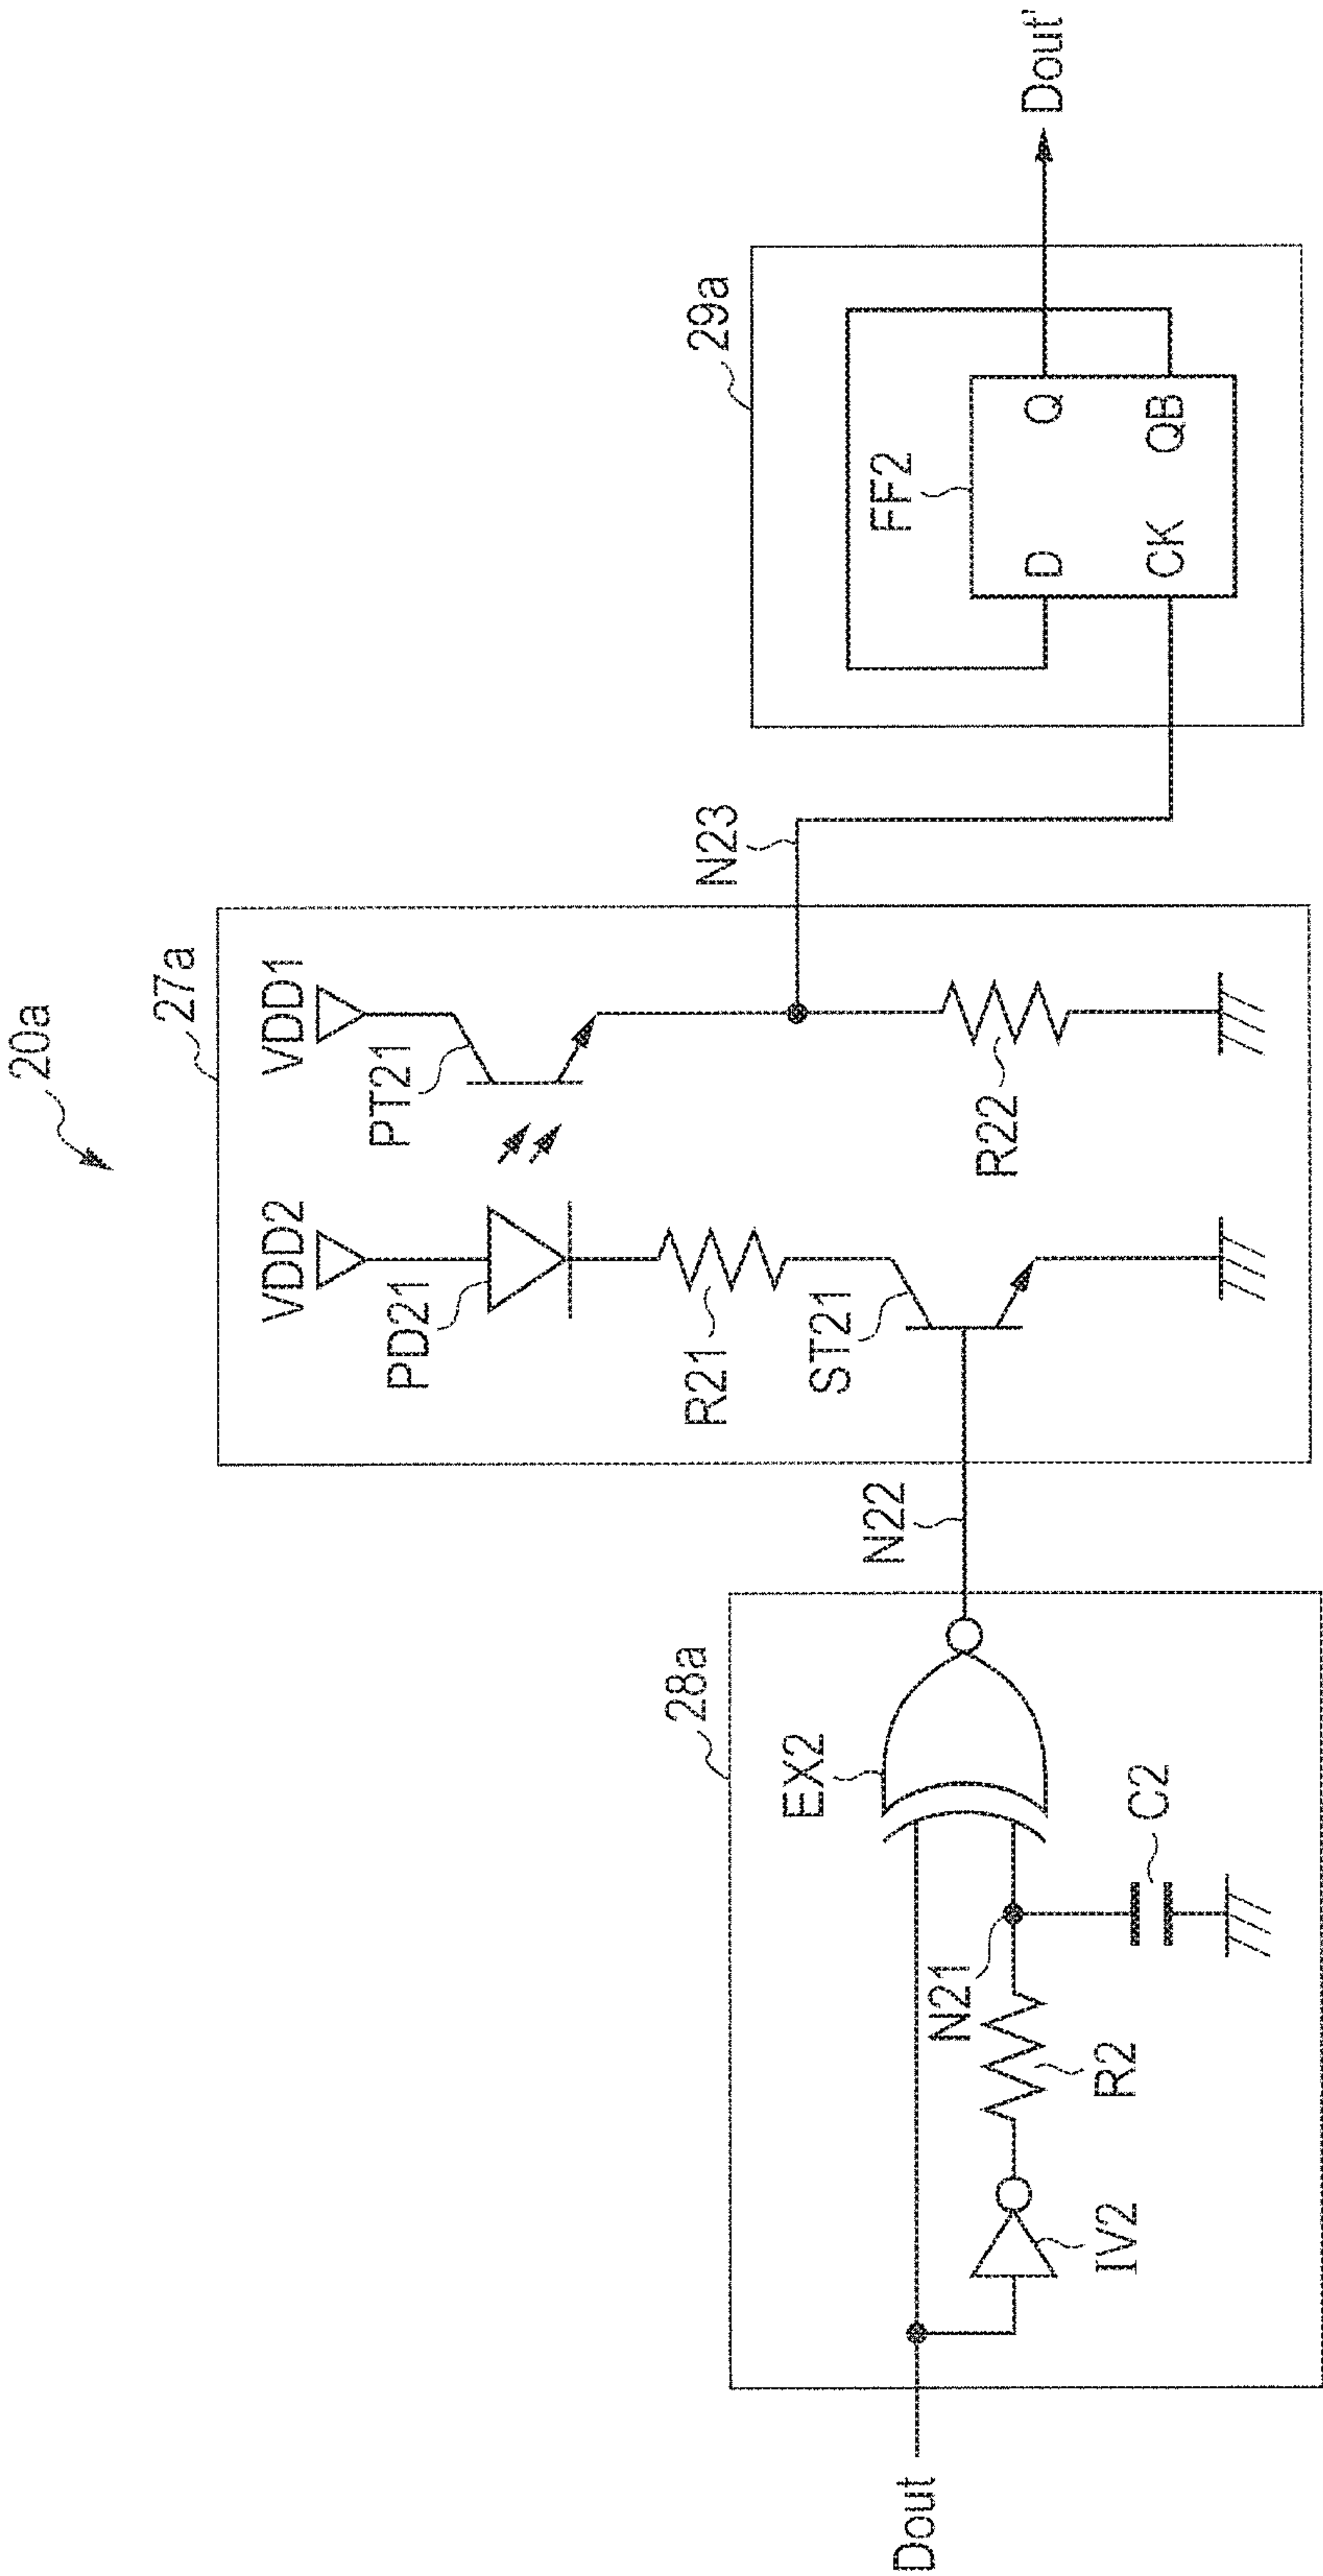 20a
27a
VDD2
VDD1
PD21
PT21
R21
ST21
R22
N22
N23
28a
EX2
N21
R2
C2
IV2
Dout
29a
FF2
D
Q
CK
QB
Dout'